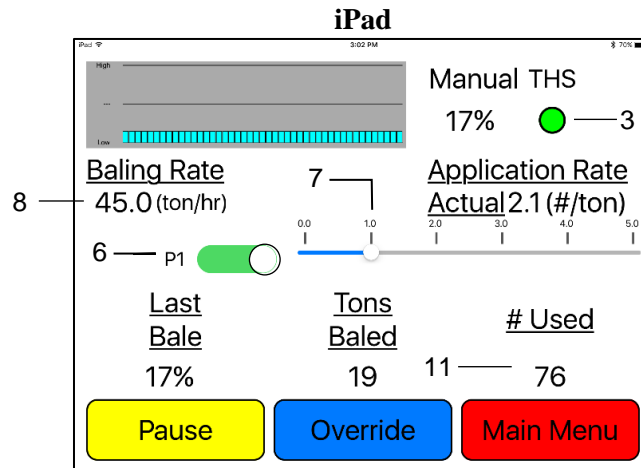 iPad
iPad 3:02 PM 70%
High
---
Low
Manual THS
17% 3
Baling Rate
8 45.0 (ton/hr)
7
Application Rate
Actual 2.1 (#/ton)
0.0 1.0 2.0 3.0 4.0 5.0
6 P1
Last
Bale
17%
Tons
Baled
19
# Used
11 76
Pause Override Main Menu